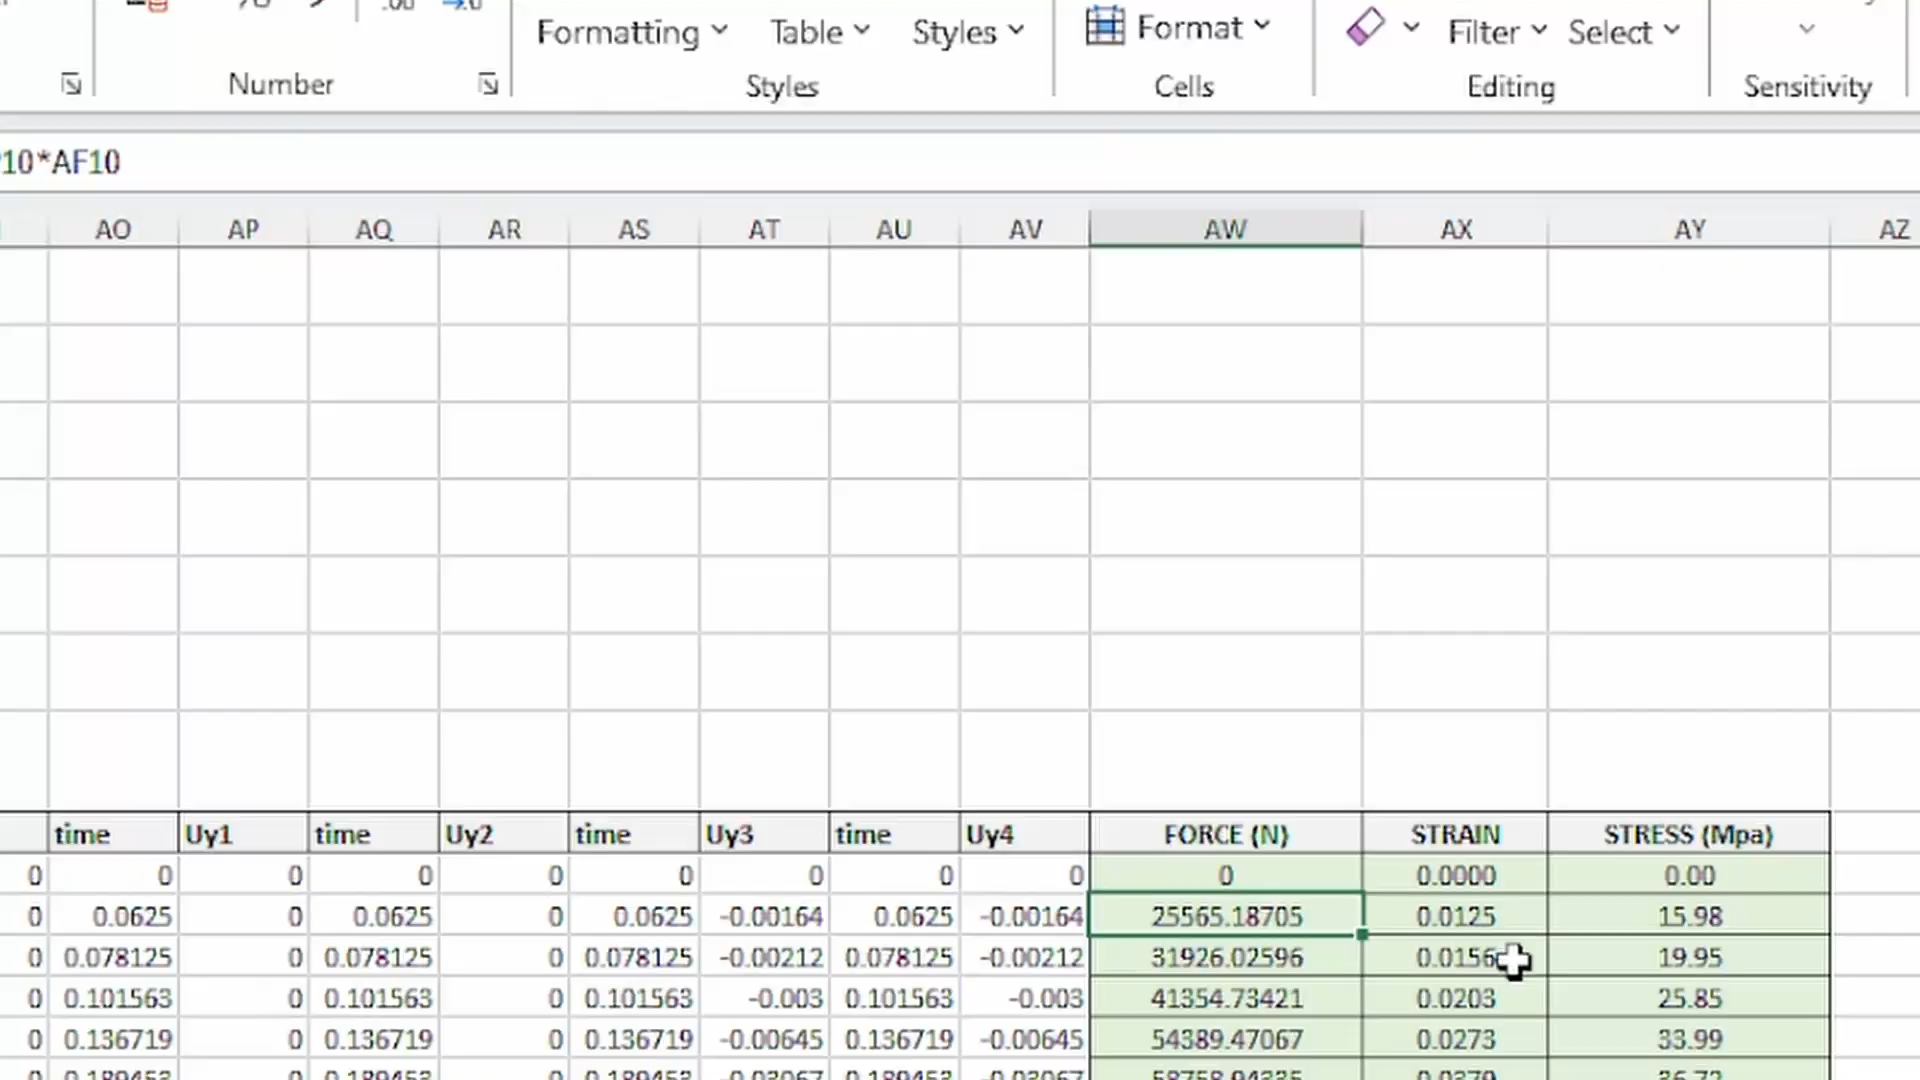 Formatting Table Styles Format Filter Select
Number Styles Cells Editing Sensitivity
10*AF10
AO AP AQ AR AS AT AU AV AW AX AY AZ
time Uy1 time Uy2 time Uy3 time Uy4 FORCE (N) STRAIN STRESS (Mpa)
0 0 0 0 0 0 0 0 0 0 0.0000 0.00
0 0.0625 0 0.0625 0 0.0625 -0.00164 0.0625 -0.00164 25565.18705 0.0125 15.98
0 0.078125 0 0.078125 0 0.078125 -0.00212 0.078125 -0.00212 31926.02596 0.0156 19.95
0 0.101563 0 0.101563 0 0.101563 -0.003 0.101563 -0.003 41354.73421 0.0203 25.85
0 0.136719 0 0.136719 0 0.136719 -0.00645 0.136719 -0.00645 54389.47067 0.0273 33.99